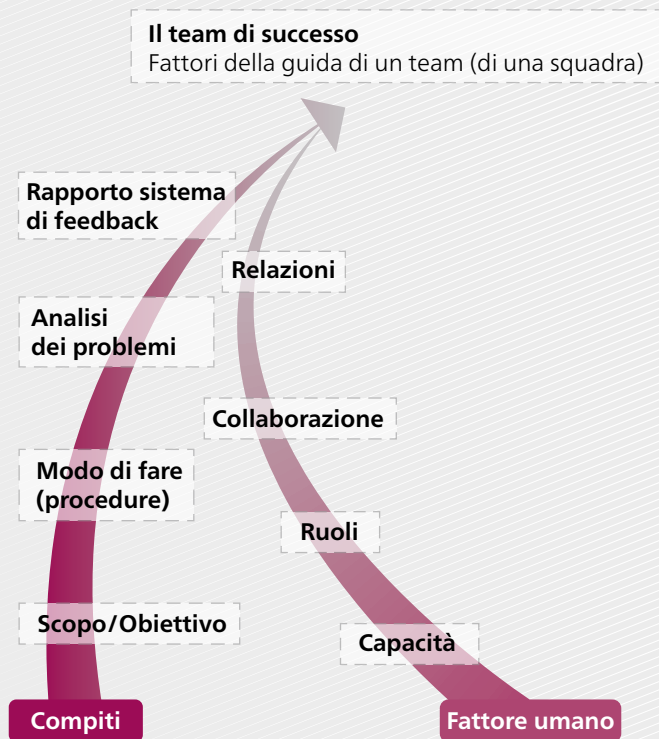 Il team di successo
Fattori della guida di un team (di una squadra)
Rapporto sistema
di feedback
Relazioni
Analisi
dei problemi
Collaborazione
Modo di fare
(procedure)
Ruoli
Scopo/Obiettivo
Capacità
Compiti
Fattore umano